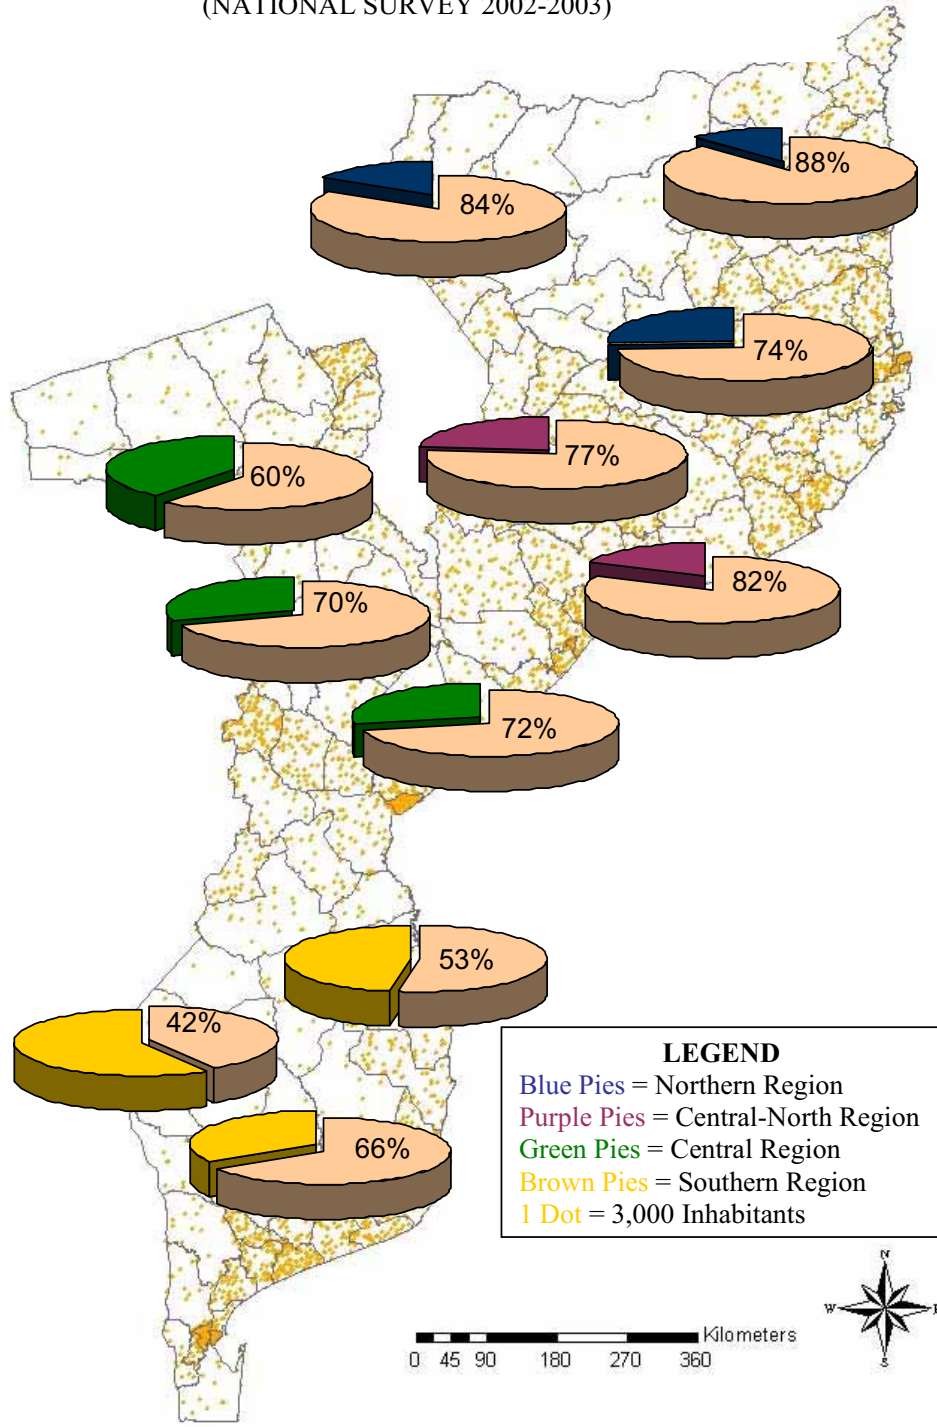 (NATIONAL SURVEY 2002-2003)
88%
84%
74%
77%
60%
82%
70%
72%
53%
42%
66%
LEGEND
Blue Pies = Northern Region
Purple Pies = Central-North Region
Green Pies = Central Region
Brown Pies = Southern Region
1 Dot = 3,000 Inhabitants
N
W E
S
Kilometers
0 45 90 180 270 360